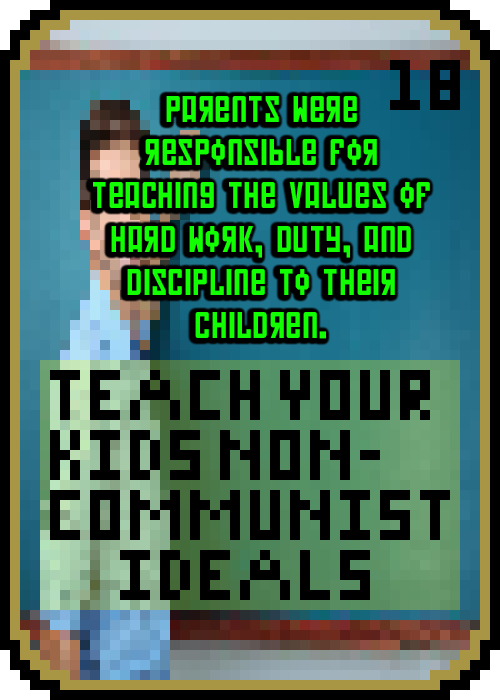 18
PARENTS WERE
RESPONSIBLE FOR
TEACHING THE VALUES OF
HARD WORK, DUTY, AND
DISCIPLINE TO THEIR
CHILDREN.
TEACH YOUR
KIDS NON-
COMMUNIST
IDEALS